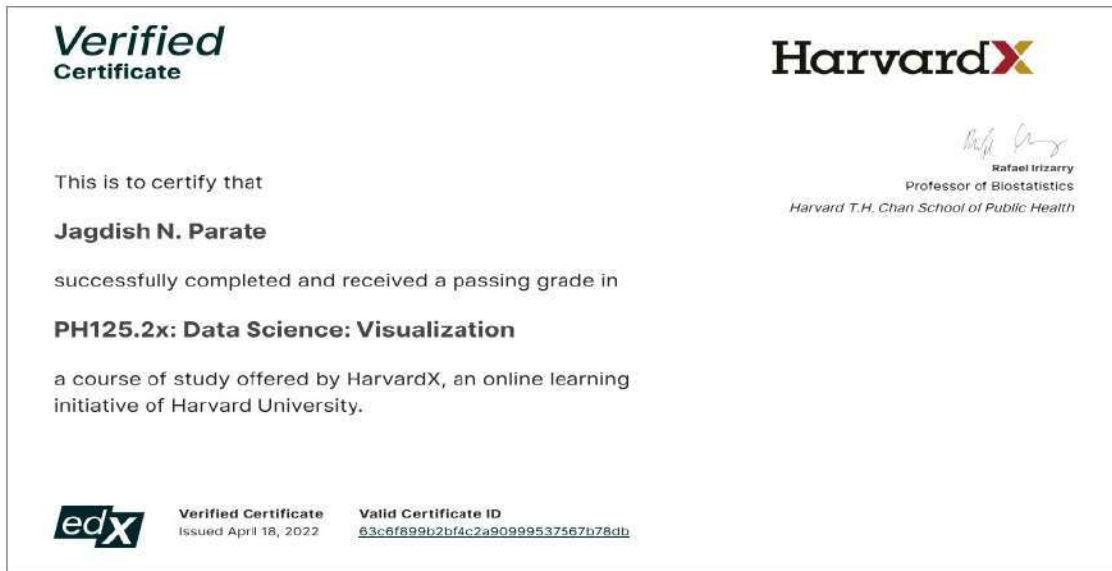 Verified
Certificate
HarvardX
Rafael Irizarry
Professor of Biostatistics
Harvard T.H. Chan School of Public Health
This is to certify that
Jagdish N. Parate
successfully completed and received a passing grade in
PH125.2x: Data Science: Visualization
a course of study offered by HarvardX, an online learning
initiative of Harvard University.
edX
Verified Certificate
Issued April 18, 2022
Valid Certificate ID
63c6f899b2bf4c2a90999537567b78db